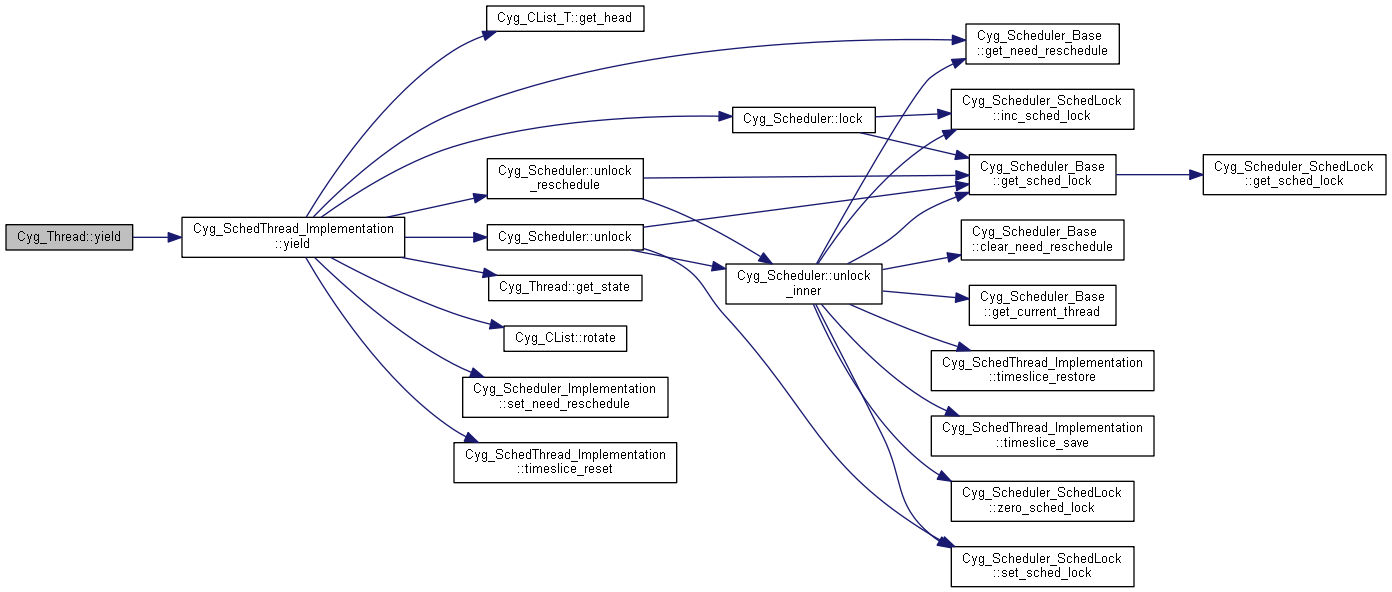 Cyg_Thread::yield
Cyg_SchedThread_Implementation
::yield
Cyg_CList_T::get_head
Cyg_Scheduler::lock
Cyg_Scheduler::unlock
_reschedule
Cyg_Scheduler::unlock
Cyg_Thread::get_state
Cyg_CList::rotate
Cyg_Scheduler_Implementation
::set_need_reschedule
Cyg_SchedThread_Implementation
::timeslice_reset
Cyg_Scheduler::unlock
_inner
Cyg_Scheduler_Base
::get_need_reschedule
Cyg_Scheduler_SchedLock
::inc_sched_lock
Cyg_Scheduler_Base
::get_sched_lock
Cyg_Scheduler_Base
::clear_need_reschedule
Cyg_Scheduler_Base
::get_current_thread
Cyg_SchedThread_Implementation
::timeslice_restore
Cyg_SchedThread_Implementation
::timeslice_save
Cyg_Scheduler_SchedLock
::zero_sched_lock
Cyg_Scheduler_SchedLock
::set_sched_lock
Cyg_Scheduler_SchedLock
::get_sched_lock